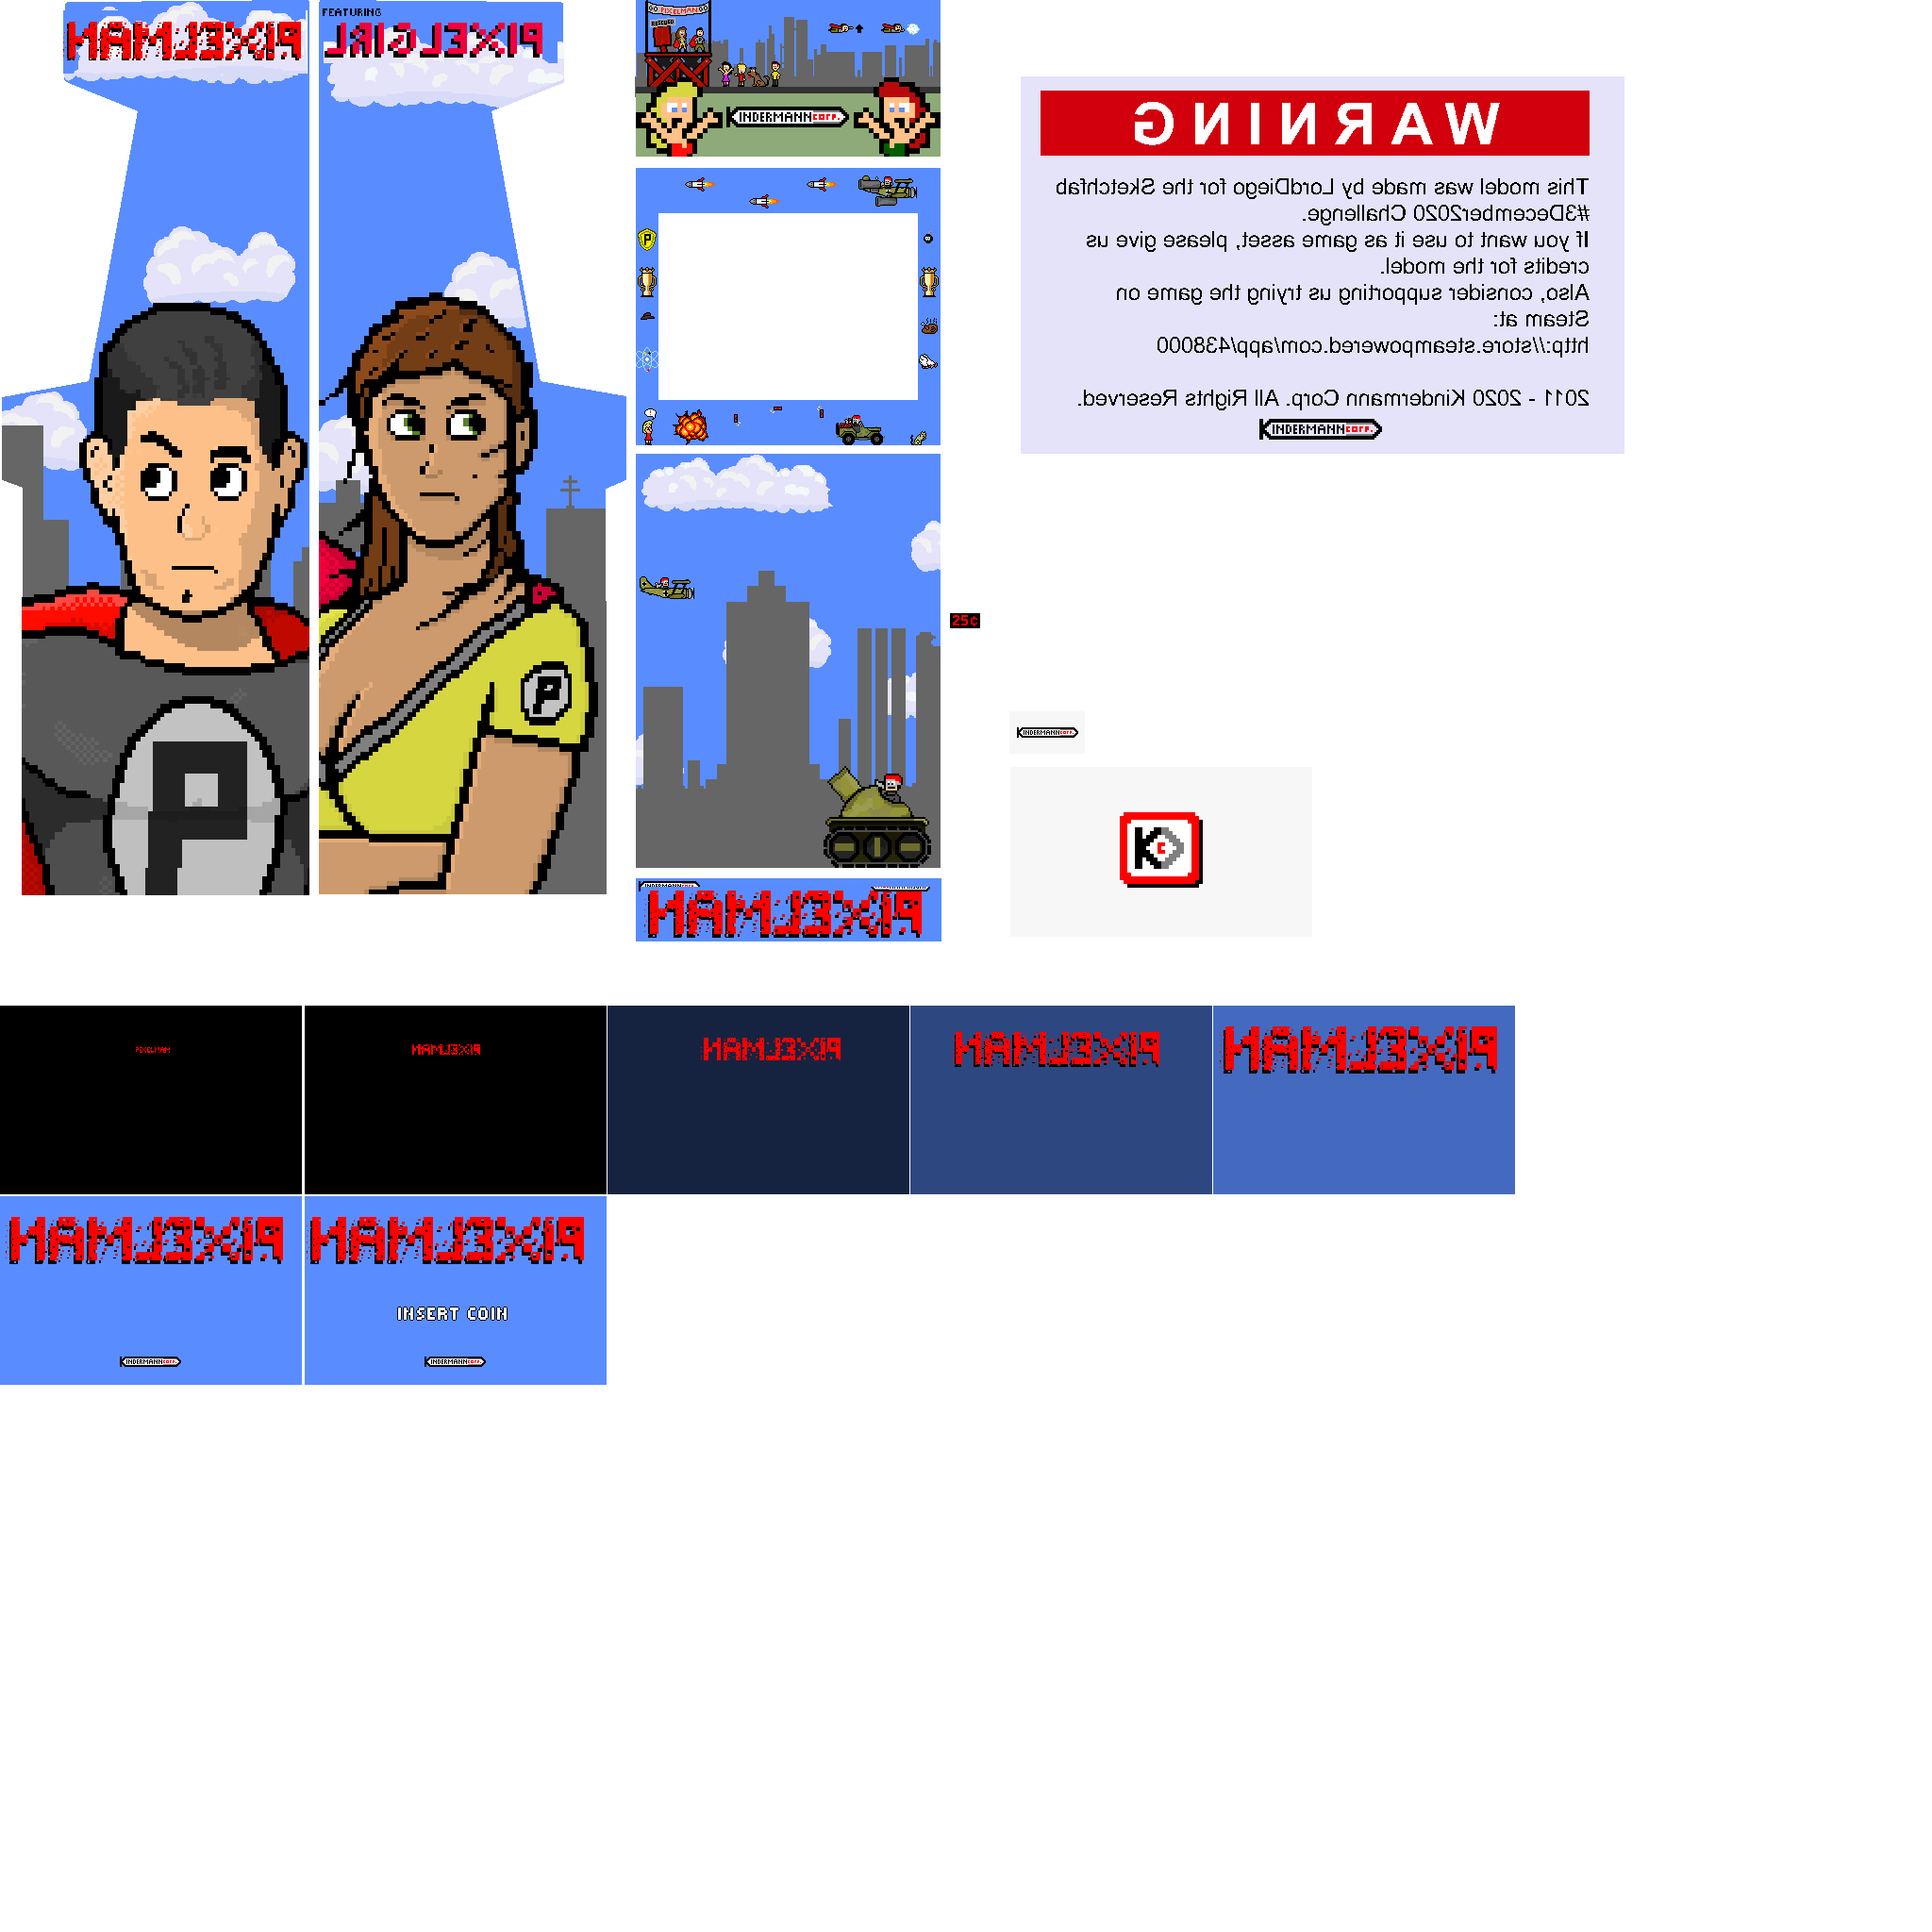 PIXELMAN
FEATURING
PIXELGIRL
GO PIXELMAN GO
KINDERMANN corp.
P
P
P
25¢
WARNING
This model was made by LordDiego for the Sketchfab
#3December2020 Challenge.
If you want to use it as game asset, please give us
credits for the model.
Also, consider supporting us trying the game on
Steam at:
http://store.steampowered.com/app/438000
2011 - 2020 Kindermann Corp. All Rights Reserved.
KINDERMANN corp.
KINDERMANN corp.
KC
PIXELMAN
PIXELMAN
PIXELMAN
PIXELMAN
PIXELMAN
PIXELMAN
PIXELMAN
KINDERMANN corp.
PIXELMAN
INSERT COIN
KINDERMANN corp.